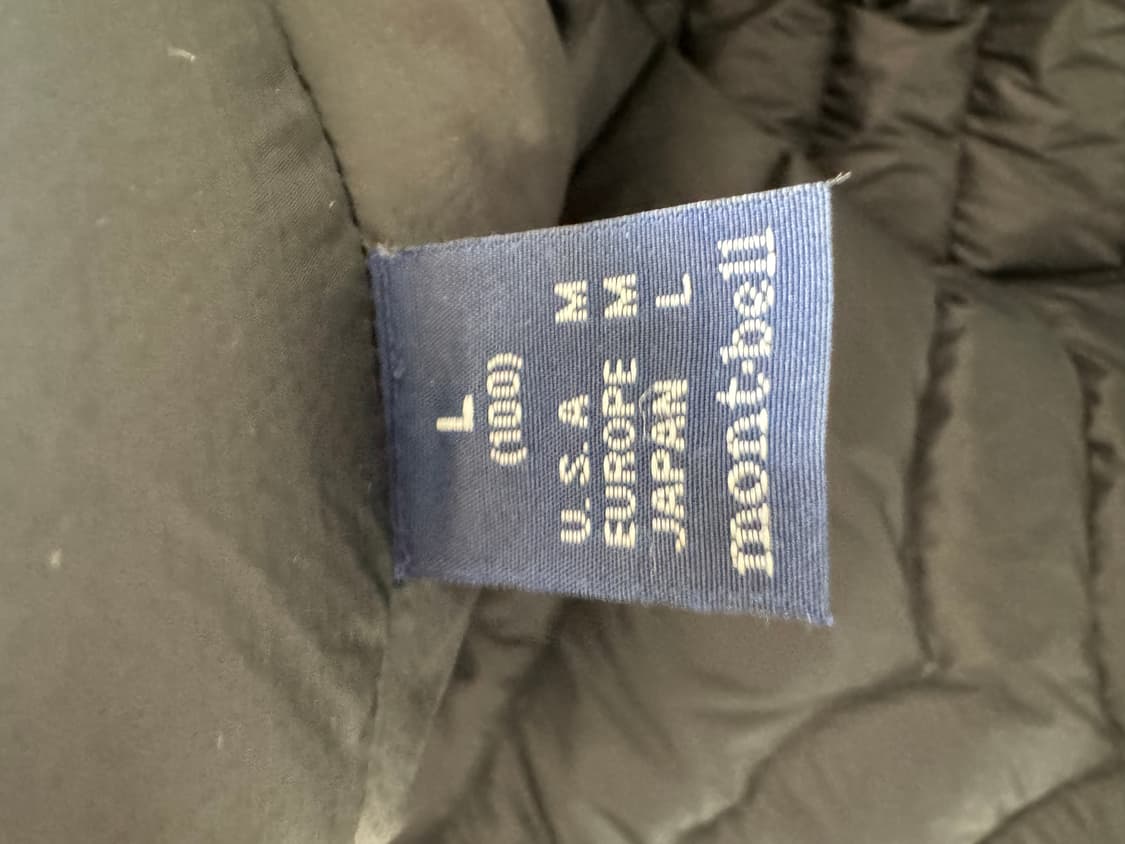 L
(100)
U.S.A M
EUROPE M
JAPAN L
mont-bell